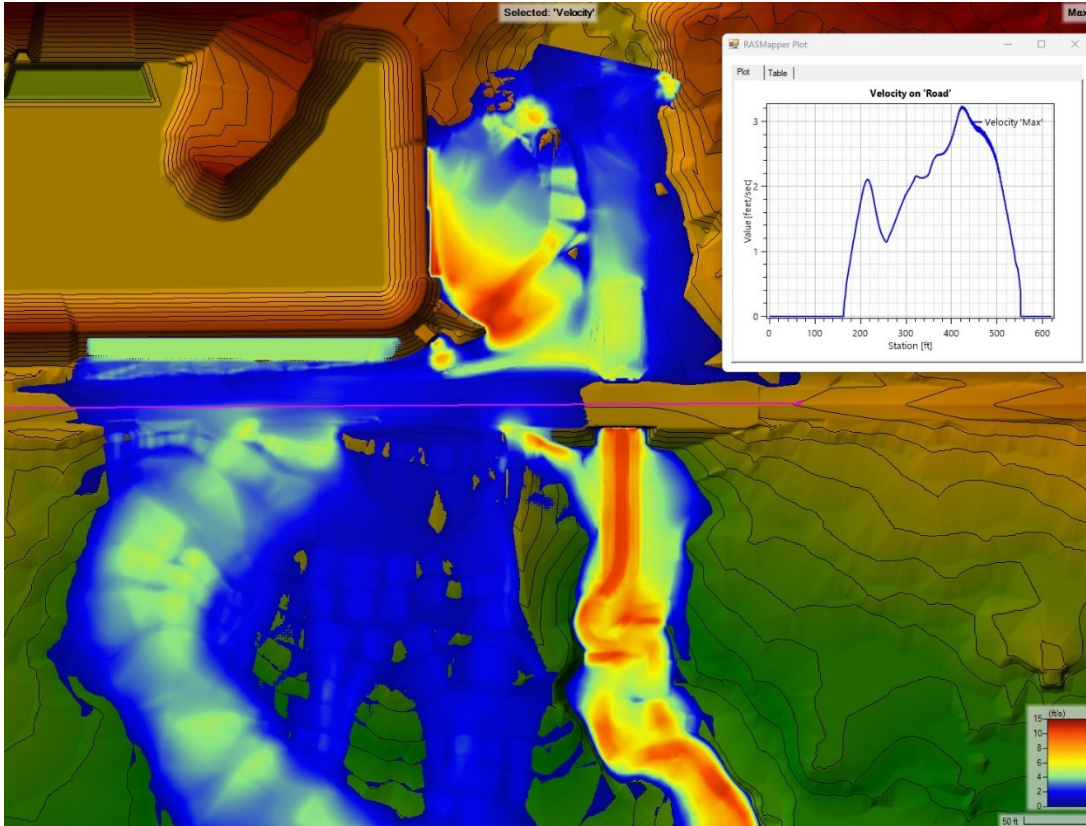 Selected: 'Velocity'
Max
RASMapper Plot
Plot
Table
Velocity on 'Road'
Velocity 'Max'
Value [feet/sec]
3
2
1
0
0
100
200
300
400
500
600
Station [ft]
(ft/s)
15
10
8
6
4
2
0
50 ft